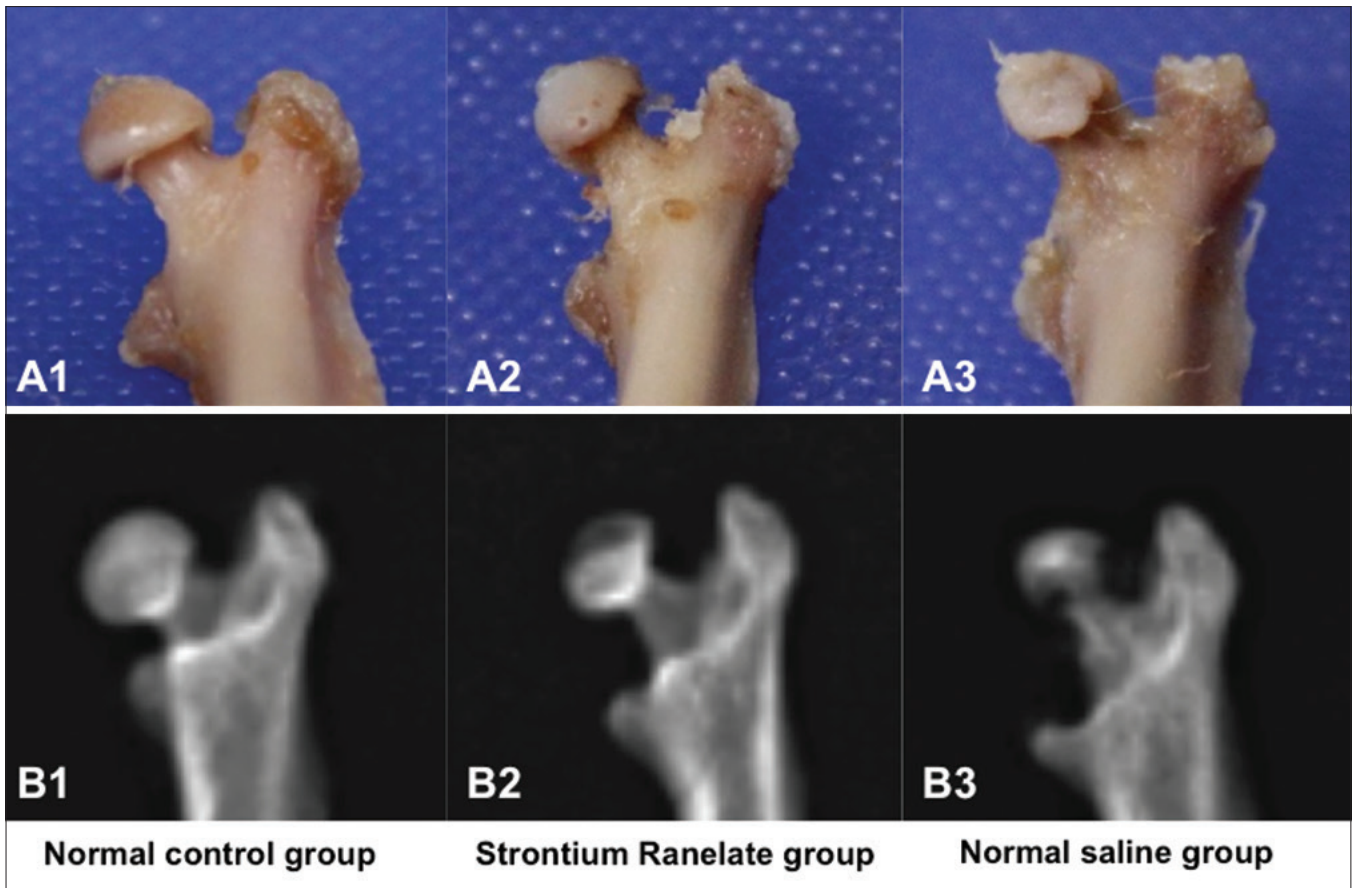 A1
A2
A3
B1
B2
B3
Normal control group
Strontium Ranelate group
Normal saline group